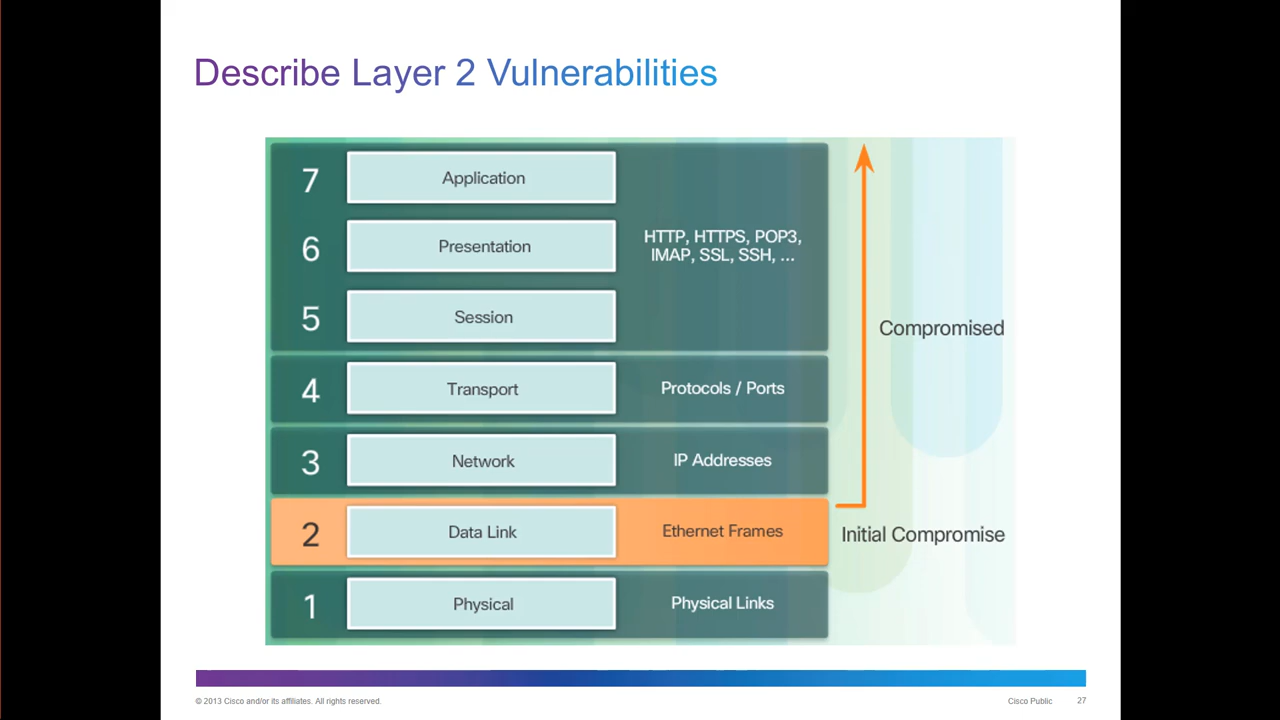 Describe Layer 2 Vulnerabilities
7 Application
6 Presentation
HTTP, HTTPS, POP3,
IMAP, SSL, SSH, ...
5 Session
Compromised
4 Transport Protocols / Ports
3 Network IP Addresses
2 Data Link Ethernet Frames Initial Compromise
1 Physical Physical Links
© 2013 Cisco and/or its affiliates. All rights reserved. Cisco Public 27